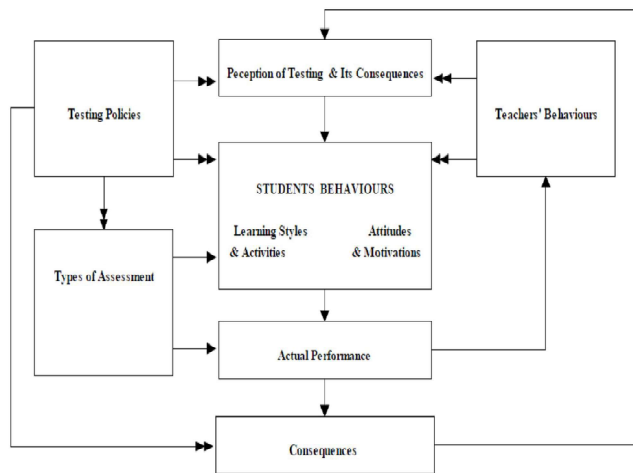 Peception of Testing & Its Consequences
Testing Policies
Teachers' Behaviours
STUDENTS BEHAVIOURS
Learning Styles
& Activities
Attitudes
& Motivations
Types of Assessment
Actual Performance
Consequences